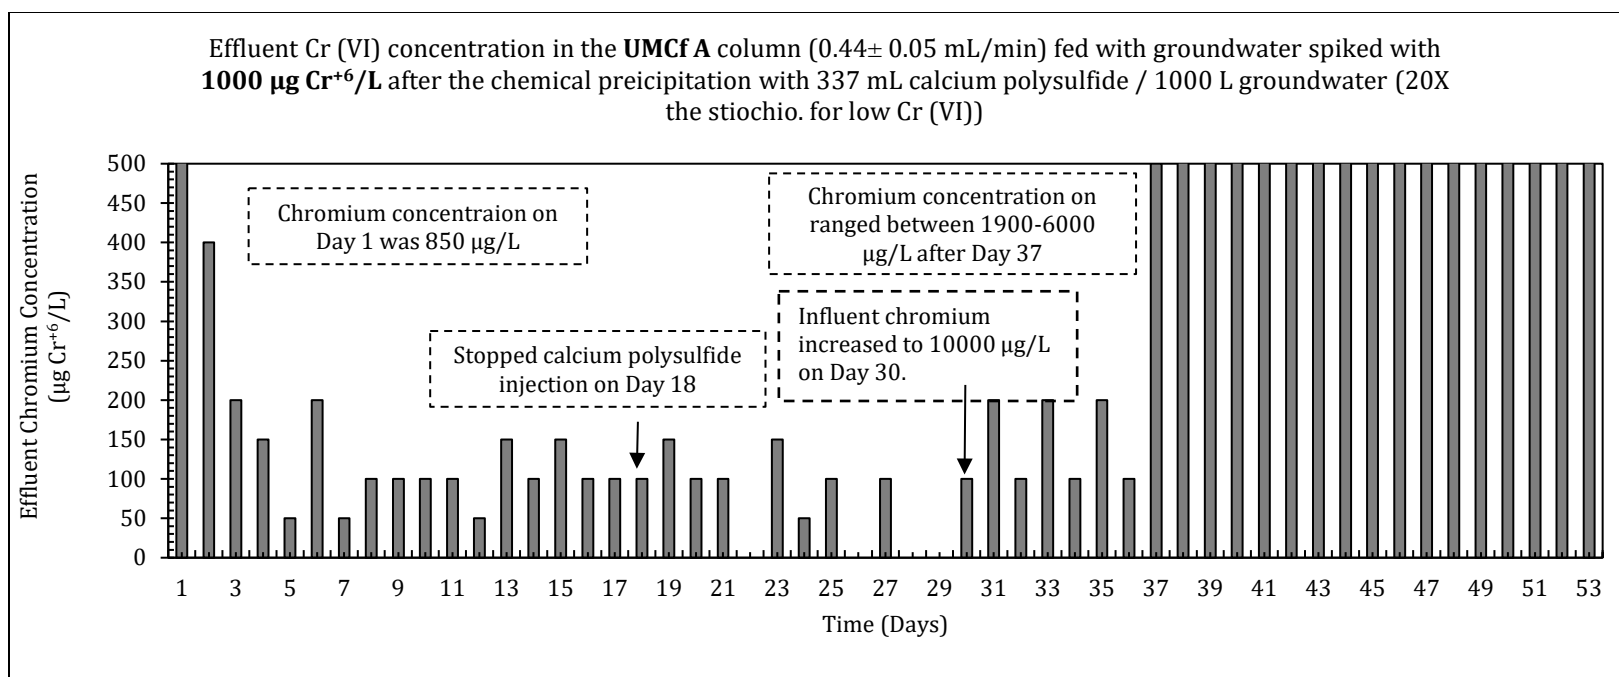 Effluent Cr (VI) concentration in the UMCf A column (0.44± 0.05 mL/min) fed with groundwater spiked with
1000 µg Cr⁺⁶/L after the chemical preicipitation with 337 mL calcium polysulfide / 1000 L groundwater (20X
the stiochio. for low Cr (VI))
Effluent Chromium Concentration
(µg Cr⁺⁶/L)
500
450
400
350
300
250
200
150
100
50
0
Chromium concentraion on
Day 1 was 850 µg/L
Stopped calcium polysulfide
injection on Day 18
Chromium concentration on
ranged between 1900-6000
µg/L after Day 37
Influent chromium
increased to 10000 µg/L
on Day 30.
1 3 5 7 9 11 13 15 17 19 21 23 25 27 29 31 33 35 37 39 41 43 45 47 49 51 53
Time (Days)